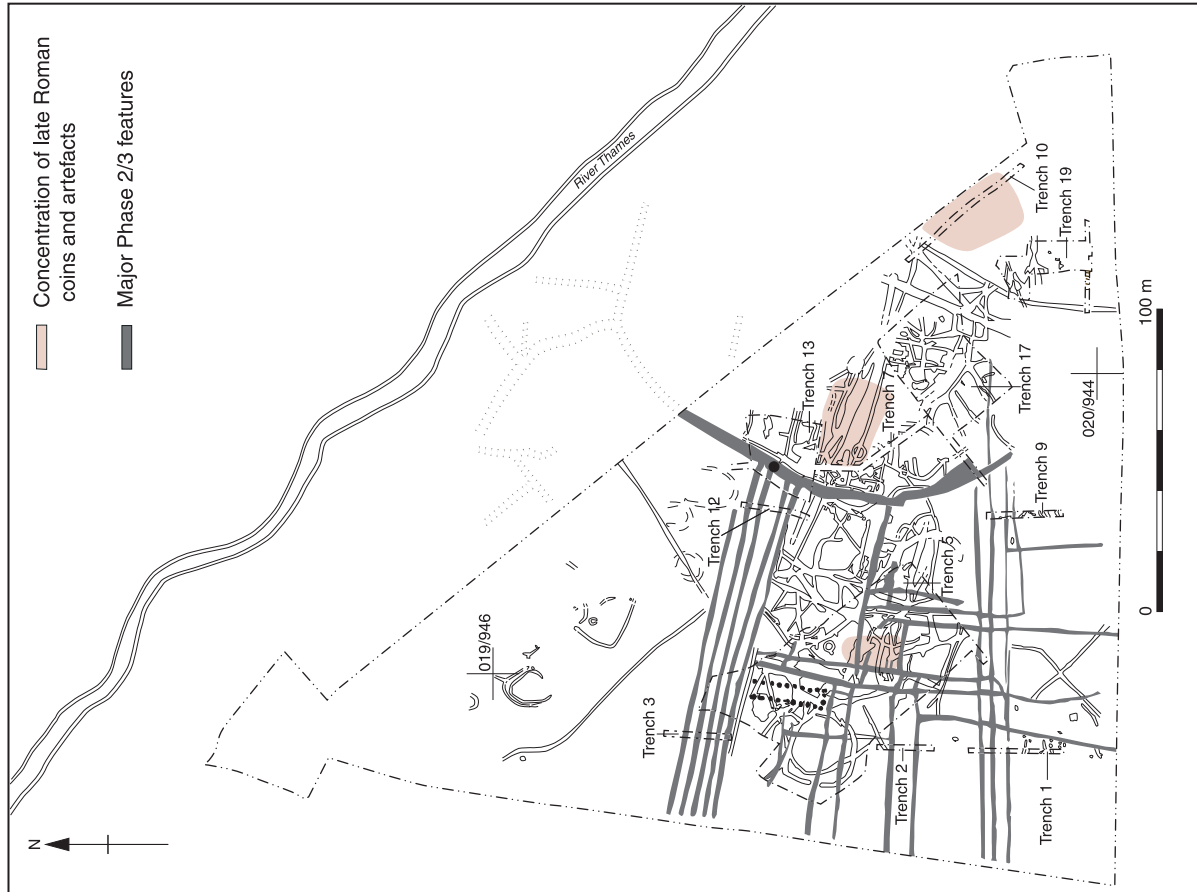 Concentration of late Roman
coins and artefacts
Major Phase 2/3 features
N
River Thames
019/946
Trench 3
Trench 12
Trench 13
Trench 7
Trench 10
Trench 19
Trench 17
Trench 9
Trench 5
Trench 2
Trench 1
020/944
0
100 m